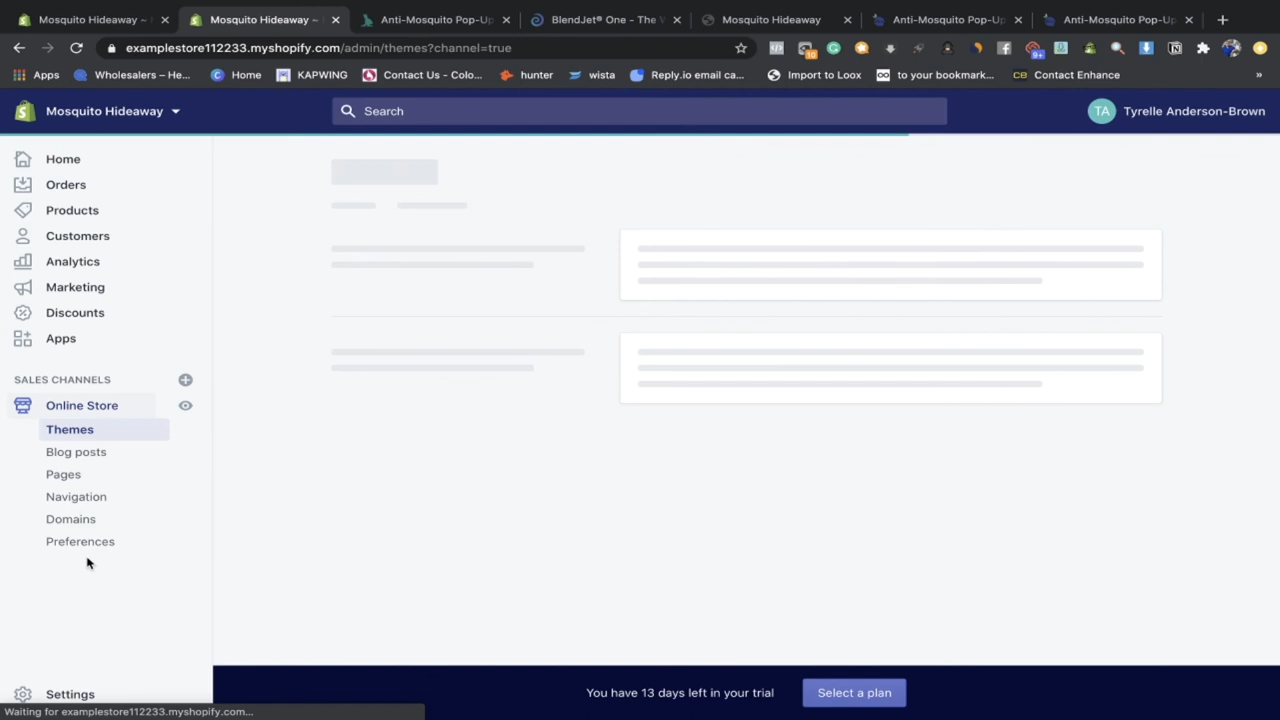 Mosquito Hideaway ~
Mosquito Hideaway ~
Anti-Mosquito Pop-Up
BlendJet® One - The
Mosquito Hideaway
Anti-Mosquito Pop-Up
Anti-Mosquito Pop-Up
examplestore112233.myshopify.com/admin/themes?channel=true
10
9+
Apps
Wholesalers – He...
Home
KAPWING
Contact Us - Colo...
hunter
wista
Reply.io email ca...
Import to Loox
to your bookmark...
CB Contact Enhance
»
Mosquito Hideaway
Search
TA Tyrelle Anderson-Brown
Home
Orders
Products
Customers
Analytics
Marketing
Discounts
Apps
SALES CHANNELS
Online Store
Themes
Blog posts
Pages
Navigation
Domains
Preferences
Settings
You have 13 days left in your trial
Select a plan
Waiting for examplestore112233.myshopify.com...